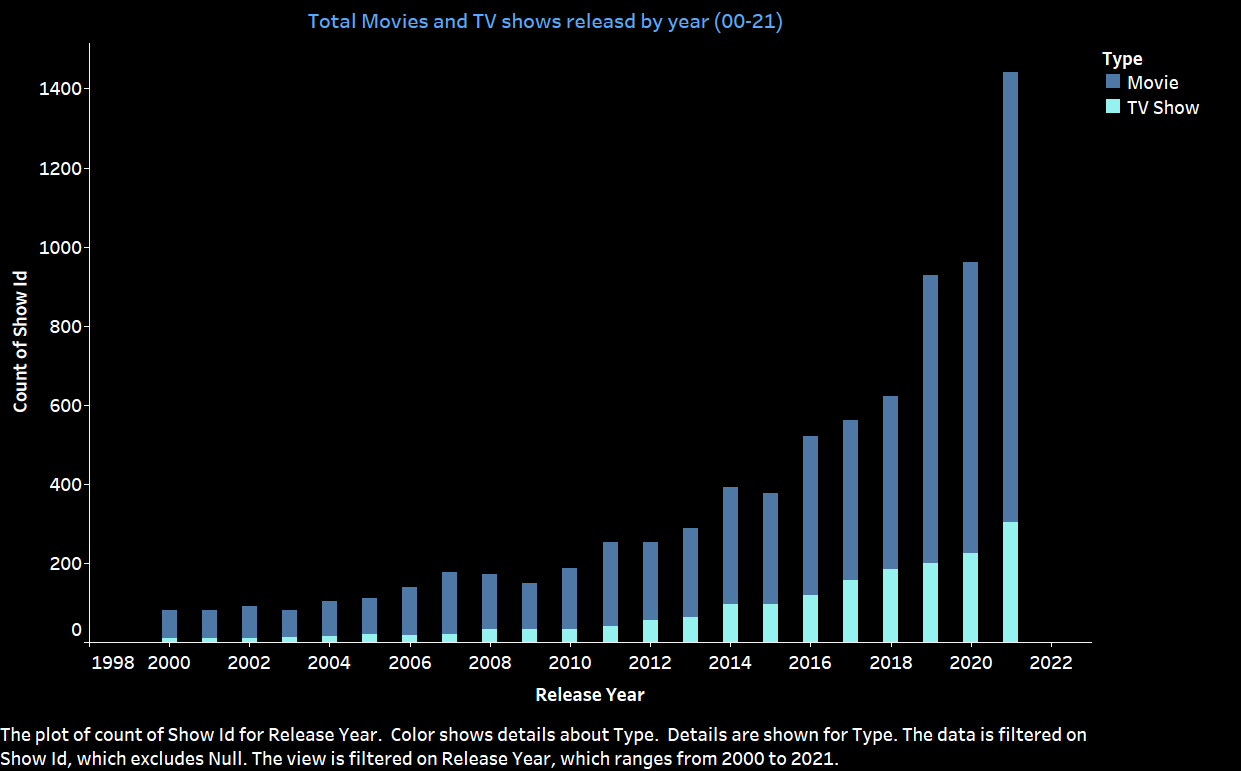 Total Movies and TV shows releasd by year (00-21)
Type
Movie
TV Show
1400
1200
1000
800
600
400
200
0
Count of Show Id
1998 2000 2002 2004 2006 2008 2010 2012 2014 2016 2018 2020 2022
Release Year
The plot of count of Show Id for Release Year.  Color shows details about Type.  Details are shown for Type. The data is filtered on
Show Id, which excludes Null. The view is filtered on Release Year, which ranges from 2000 to 2021.